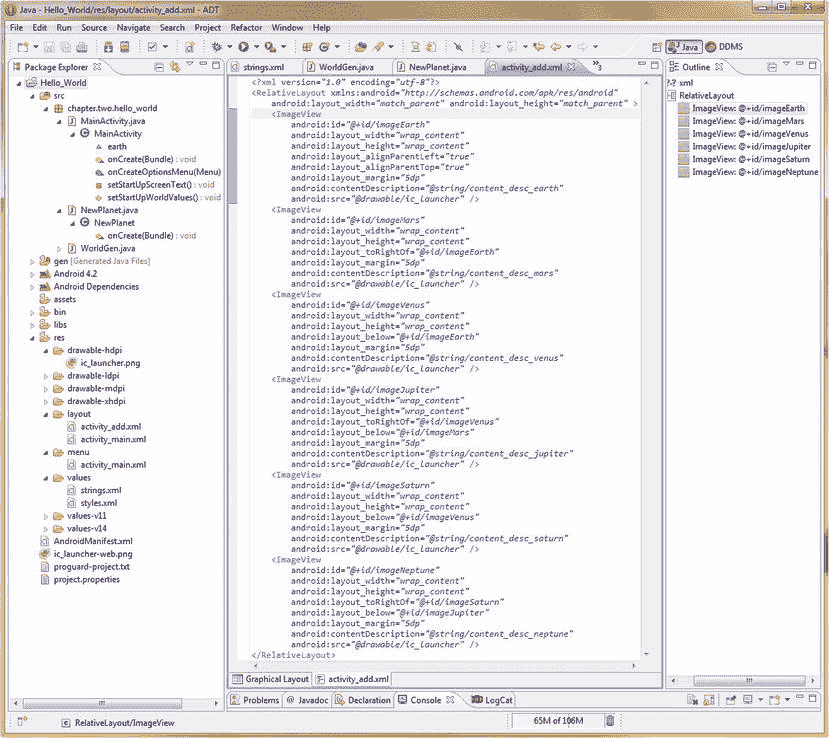 Java - Hello_World/res/layout/activity_add.xml - ADT
File Edit Run Source Navigate Search Project Refactor Window Help
Java DDMS
Package Explorer
Hello_World
src
chapter.two.hello_world
MainActivity.java
MainActivity
earth
onCreate(Bundle) : void
onCreateOptionsMenu(Menu)
setStartUpScreenText() : void
setStartUpWorldValues() : void
NewPlanet.java
NewPlanet
onCreate(Bundle) : void
WorldGen.java
gen [Generated Java Files]
Android 4.2
Android Dependencies
assets
bin
libs
res
drawable-hdpi
ic_launcher.png
drawable-ldpi
drawable-mdpi
drawable-xhdpi
layout
activity_add.xml
activity_main.xml
menu
activity_main.xml
values
strings.xml
styles.xml
values-v11
values-v14
AndroidManifest.xml
ic_launcher-web.png
proguard-project.txt
project.properties
strings.xml WorldGen.java NewPlanet.java activity_add.xml »3
<?xml version="1.0" encoding="utf-8"?>
<RelativeLayout xmlns:android="http://schemas.android.com/apk/res/android"
android:layout_width="match_parent" android:layout_height="match_parent" >
<ImageView
android:id="@+id/imageEarth"
android:layout_width="wrap_content"
android:layout_height="wrap_content"
android:layout_alignParentLeft="true"
android:layout_alignParentTop="true"
android:layout_margin="5dp"
android:contentDescription="@string/content_desc_earth"
android:src="@drawable/ic_launcher" />
<ImageView
android:id="@+id/imageMars"
android:layout_width="wrap_content"
android:layout_height="wrap_content"
android:layout_toRightOf="@+id/imageEarth"
android:layout_margin="5dp"
android:contentDescription="@string/content_desc_mars"
android:src="@drawable/ic_launcher" />
<ImageView
android:id="@+id/imageVenus"
android:layout_width="wrap_content"
android:layout_height="wrap_content"
android:layout_below="@+id/imageEarth"
android:layout_margin="5dp"
android:contentDescription="@string/content_desc_venus"
android:src="@drawable/ic_launcher" />
<ImageView
android:id="@+id/imageJupiter"
android:layout_width="wrap_content"
android:layout_height="wrap_content"
android:layout_toRightOf="@+id/imageVenus"
android:layout_below="@+id/imageMars"
android:layout_margin="5dp"
android:contentDescription="@string/content_desc_jupiter"
android:src="@drawable/ic_launcher" />
<ImageView
android:id="@+id/imageSaturn"
android:layout_width="wrap_content"
android:layout_height="wrap_content"
android:layout_below="@+id/imageVenus"
android:layout_margin="5dp"
android:contentDescription="@string/content_desc_saturn"
android:src="@drawable/ic_launcher" />
<ImageView
android:id="@+id/imageNeptune"
android:layout_width="wrap_content"
android:layout_height="wrap_content"
android:layout_toRightOf="@+id/imageSaturn"
android:layout_below="@+id/imageJupiter"
android:layout_margin="5dp"
android:contentDescription="@string/content_desc_neptune"
android:src="@drawable/ic_launcher" />
</RelativeLayout>
Graphical Layout activity_add.xml
Outline
?? xml
RelativeLayout
ImageView: @+id/imageEarth
ImageView: @+id/imageMars
ImageView: @+id/imageVenus
ImageView: @+id/imageJupiter
ImageView: @+id/imageSaturn
ImageView: @+id/imageNeptune
Problems Javadoc Declaration Console LogCat
RelativeLayout/ImageView
65M of 106M